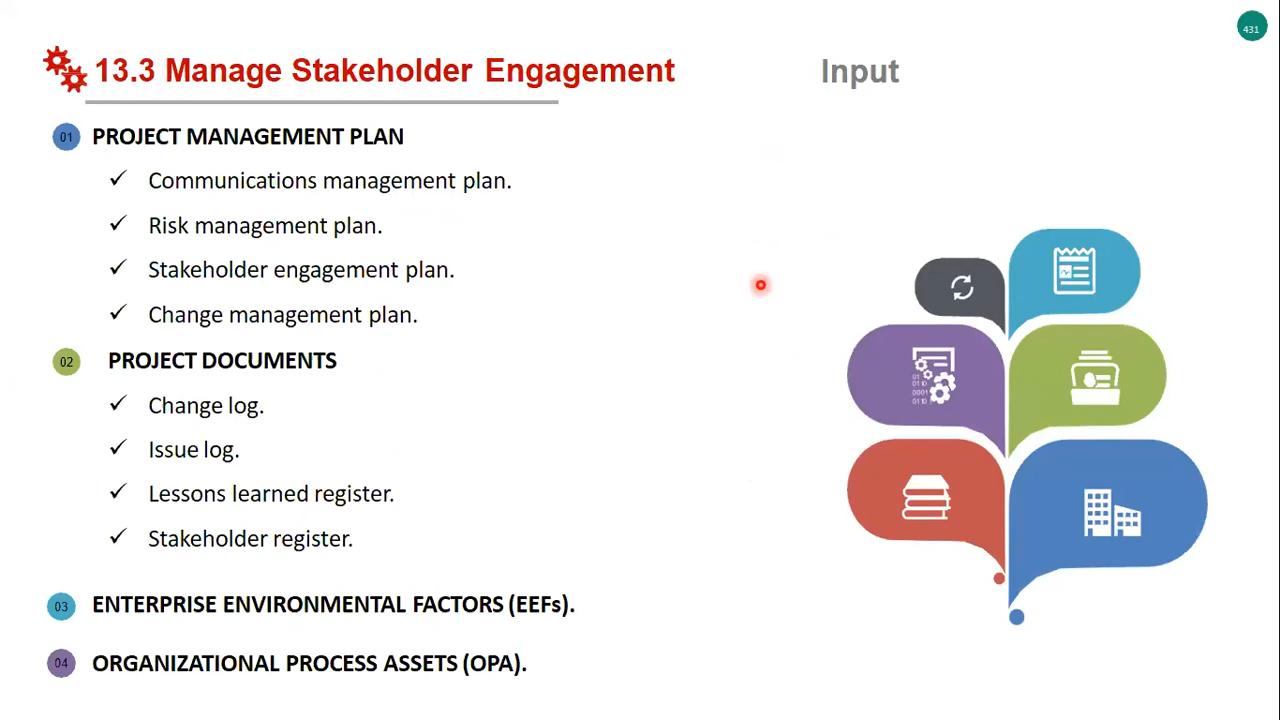 431
13.3 Manage Stakeholder Engagement
Input
01 PROJECT MANAGEMENT PLAN
✓ Communications management plan.
✓ Risk management plan.
✓ Stakeholder engagement plan.
✓ Change management plan.
02 PROJECT DOCUMENTS
✓ Change log.
✓ Issue log.
✓ Lessons learned register.
✓ Stakeholder register.
03 ENTERPRISE ENVIRONMENTAL FACTORS (EEFs).
04 ORGANIZATIONAL PROCESS ASSETS (OPA).